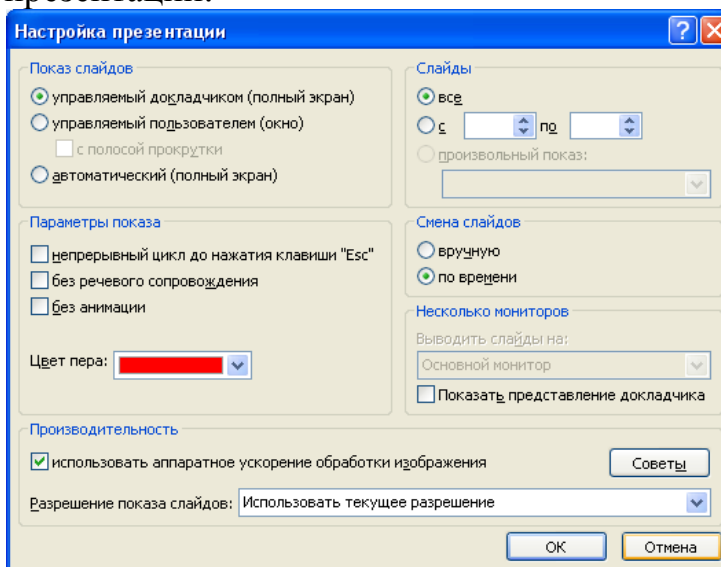 презентации.
Настройка презентации
Показ слайдов
управляемый докладчиком (полный экран)
управляемый пользователем (окно)
с полосой прокрутки
автоматический (полный экран)
Слайды
все
с по
произвольный показ:
Параметры показа
непрерывный цикл до нажатия клавиши "Esc"
без речевого сопровождения
без анимации
Цвет пера:
Смена слайдов
вручную
по времени
Несколько мониторов
Выводить слайды на:
Основной монитор
Показать представление докладчика
Производительность
использовать аппаратное ускорение обработки изображения
Советы
Разрешение показа слайдов: Использовать текущее разрешение
ОК Отмена